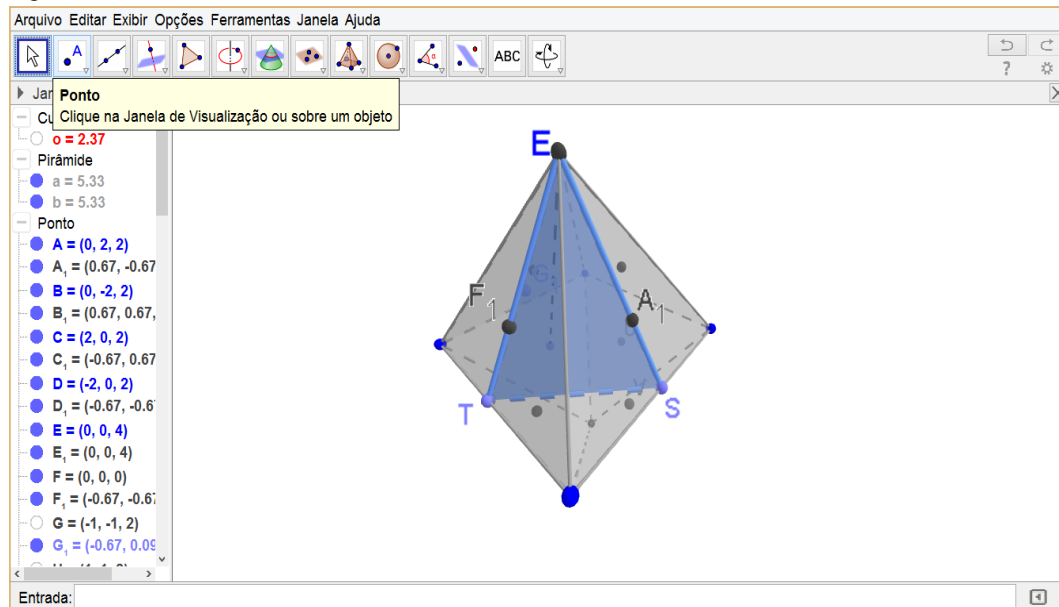 Arquivo Editar Exibir Opções Ferramentas Janela Ajuda
A
ABC
?
Jar
Ponto
Clique na Janela de Visualização ou sobre um objeto
Cu
o = 2.37
Pirâmide
a = 5.33
b = 5.33
Ponto
A = (0, 2, 2)
A₁ = (0.67, -0.67
B = (0, -2, 2)
B₁ = (0.67, 0.67,
C = (2, 0, 2)
C₁ = (-0.67, 0.67
D = (-2, 0, 2)
D₁ = (-0.67, -0.6
E = (0, 0, 4)
E₁ = (0, 0, 4)
F = (0, 0, 0)
F₁ = (-0.67, -0.67
G = (-1, -1, 2)
G₁ = (-0.67, 0.09
E
G
F₁
A₁
T
S
Entrada: